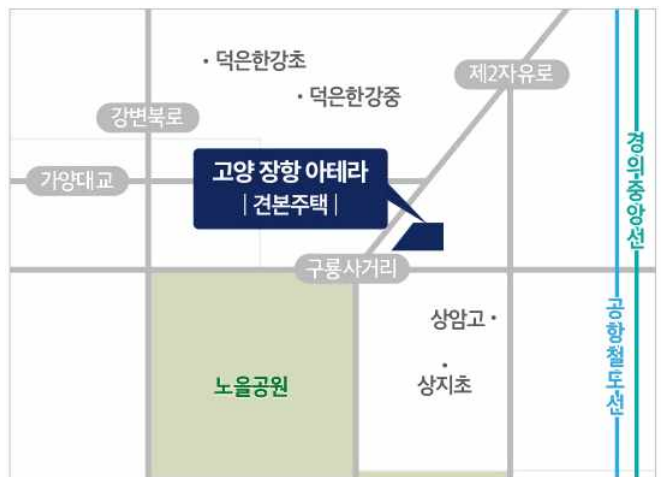 · 덕은한강초
제2자유로
· 덕은한강중
강변북로
경의중앙선
고양 장항 아테라
| 견본주택 |
가양대교
구룡사거리
상암고 ·
공항철도선
노을공원
·
상지초